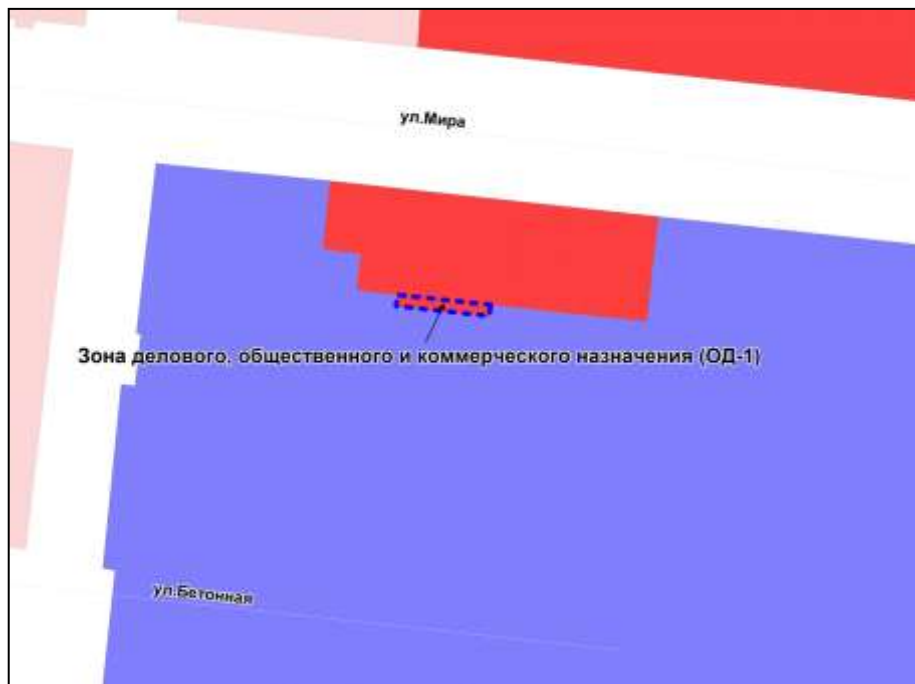 ул.Мира
Зона делового, общественного и коммерческого назначения (ОД-1)
ул.Бетонная